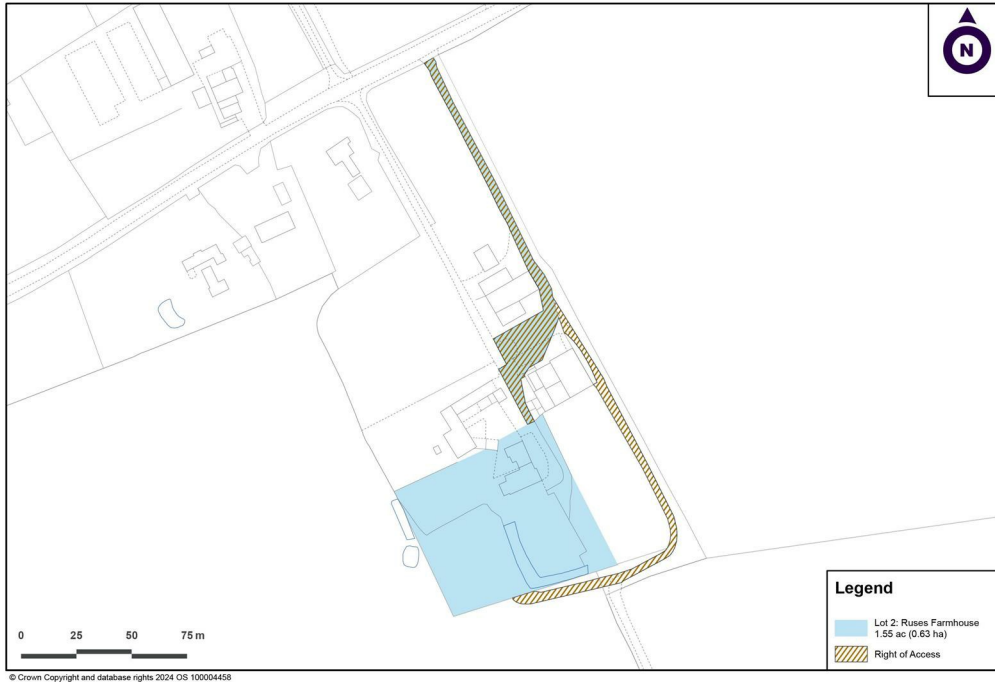 N
0 25 50 75 m
Legend
Lot 2: Ruses Farmhouse
1.55 ac (0.63 ha)
Right of Access
© Crown Copyright and database rights 2024 OS 100004458